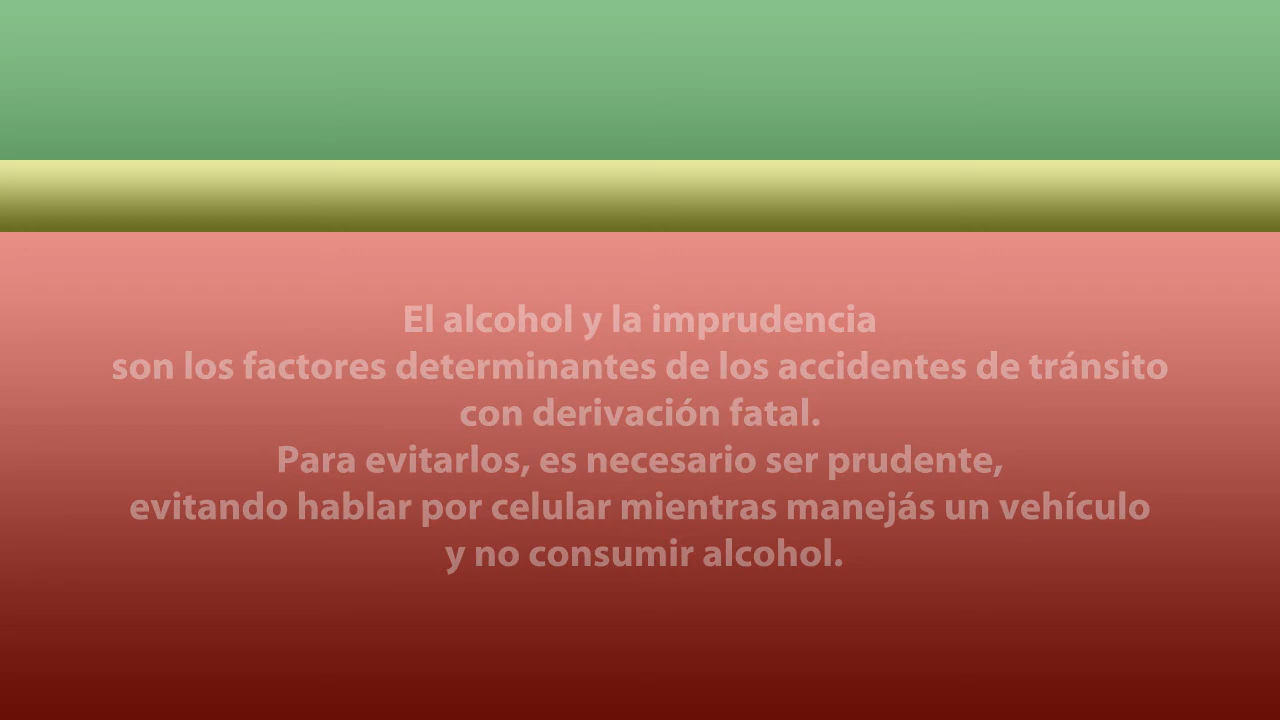 El alcohol y la imprudencia
son los factores determinantes de los accidentes de tránsito
con derivación fatal.
Para evitarlos, es necesario ser prudente,
evitando hablar por celular mientras manejás un vehículo
y no consumir alcohol.